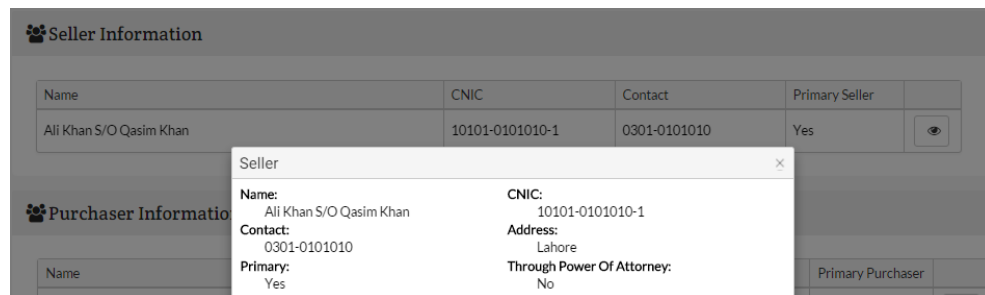 Seller Information
Name CNIC Contact Primary Seller
Ali Khan S/O Qasim Khan 10101-0101010-1 0301-0101010 Yes
Seller ×
Name: CNIC:
Ali Khan S/O Qasim Khan 10101-0101010-1
Purchaser Informatio
Contact: Address:
0301-0101010 Lahore
Primary: Through Power Of Attorney:
Name Primary Purchaser
Yes No